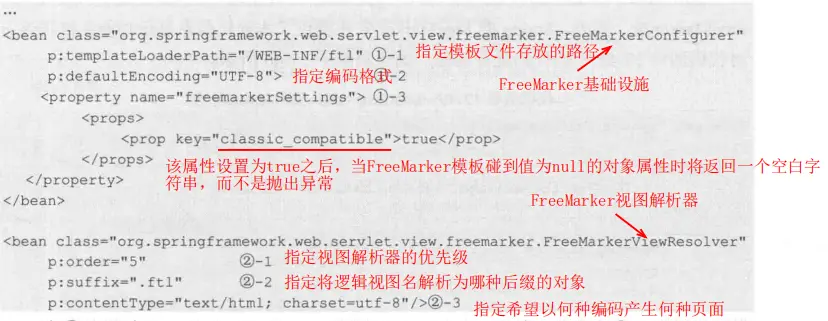 ...
<bean class="org.springframework.web.servlet.view.freemarker.FreeMarkerConfigurer"
p:templateLoaderPath="/WEB-INF/ftl" ①-1 指定模板文件存放的路径
p:defaultEncoding="UTF-8"> 指定编码格式 ①-2
FreeMarker基础设施
<property name="freemarkerSettings"> ①-3
<props>
<prop key="classic_compatible">true</prop>
</props>
该属性设置为true之后，当FreeMarker模板碰到值为null的对象属性时将返回一个空白字
</property>
符串，而不是抛出异常
</bean>
FreeMarker视图解析器
<bean class="org.springframework.web.servlet.view.freemarker.FreeMarkerViewResolver"
p:order="5" ②-1 指定视图解析器的优先级
p:suffix=".ftl" ②-2 指定将逻辑视图名解析为哪种后缀的对象
p:contentType="text/html; charset=utf-8"/>②-3
指定希望以何种编码产生何种页面